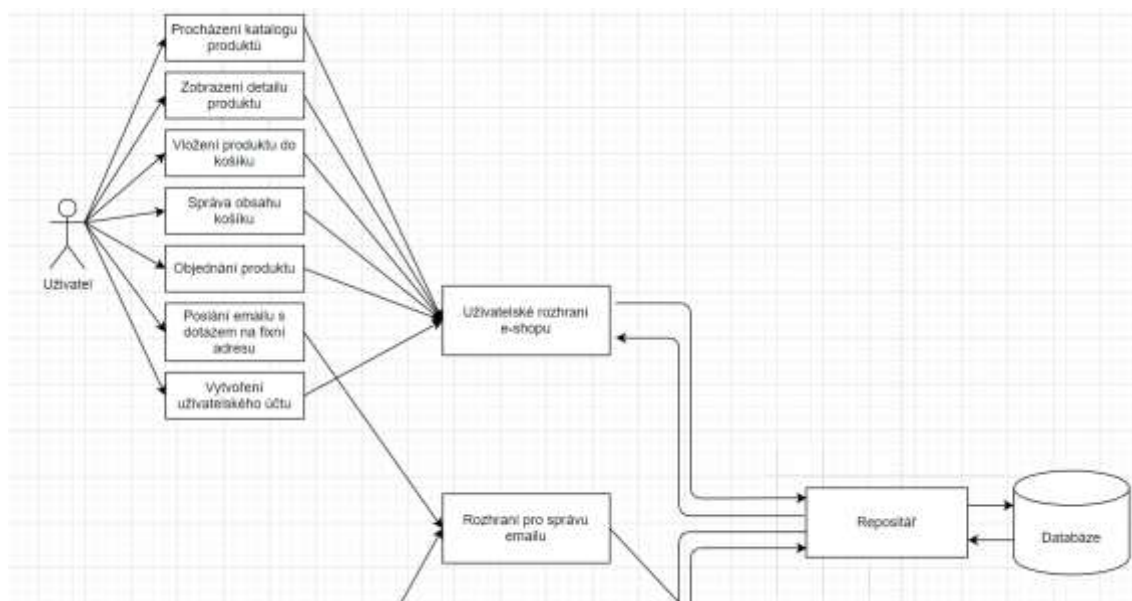 Procházení katalogu
produktů
Zobrazení detailu
produktu
Vložení produktu do
košíku
Správa obsahu
košíku
Objednání produktu
Uživatel
Poslání emailu s
dotazem na fixní
adresu
Vytvoření
uživatelského účtu
Uživatelské rozhraní
e-shopu
Rozhraní pro správu
emailu
Repositář
Databáze